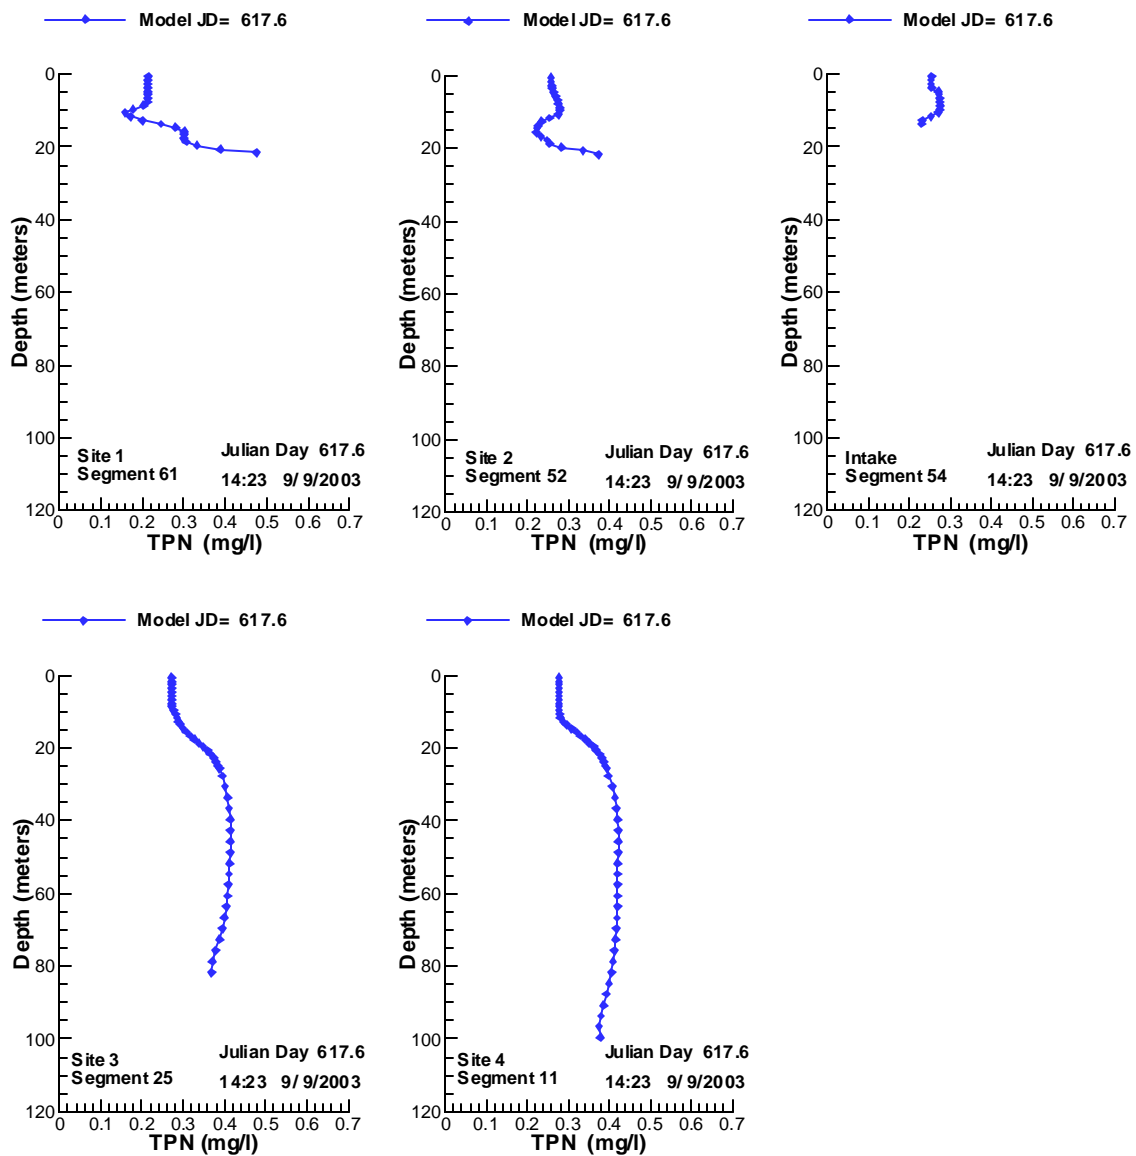 Model JD= 617.6
0
20
40
60
80
100
120
Depth (meters)
Site 1
Segment 61
Julian Day 617.6
14:23 9/ 9/2003
0 0.1 0.2 0.3 0.4 0.5 0.6 0.7
TPN (mg/l)
Model JD= 617.6
0
20
40
60
80
100
120
Depth (meters)
Site 2
Segment 52
Julian Day 617.6
14:23 9/ 9/2003
0 0.1 0.2 0.3 0.4 0.5 0.6 0.7
TPN (mg/l)
Model JD= 617.6
0
20
40
60
80
100
120
Depth (meters)
Intake
Segment 54
Julian Day 617.6
14:23 9/ 9/2003
0 0.1 0.2 0.3 0.4 0.5 0.6 0.7
TPN (mg/l)
Model JD= 617.6
0
20
40
60
80
100
120
Depth (meters)
Site 3
Segment 25
Julian Day 617.6
14:23 9/ 9/2003
0 0.1 0.2 0.3 0.4 0.5 0.6 0.7
TPN (mg/l)
Model JD= 617.6
0
20
40
60
80
100
120
Depth (meters)
Site 4
Segment 11
Julian Day 617.6
14:23 9/ 9/2003
0 0.1 0.2 0.3 0.4 0.5 0.6 0.7
TPN (mg/l)